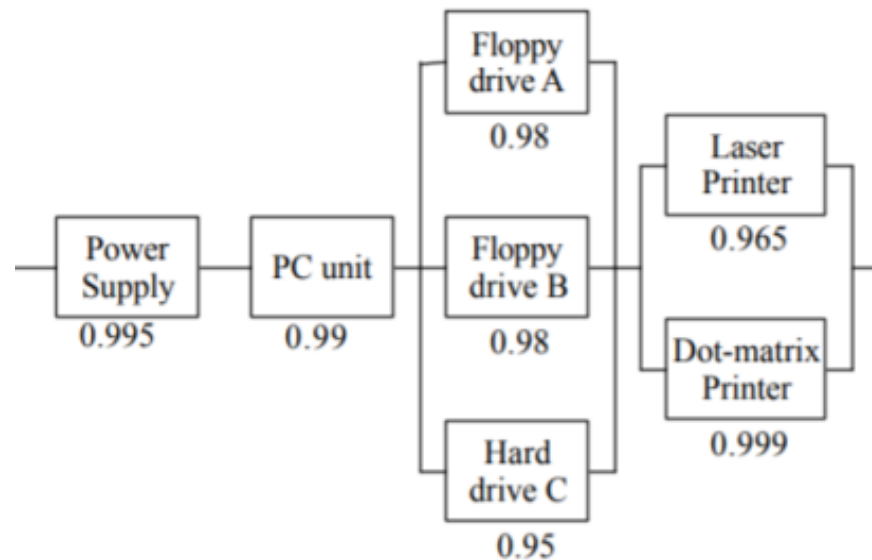 Floppy
drive A
0.98
Laser
Printer
0.965
Power
Supply
0.995
PC unit
0.99
Floppy
drive B
0.98
Dot-matrix
Printer
0.999
Hard
drive C
0.95